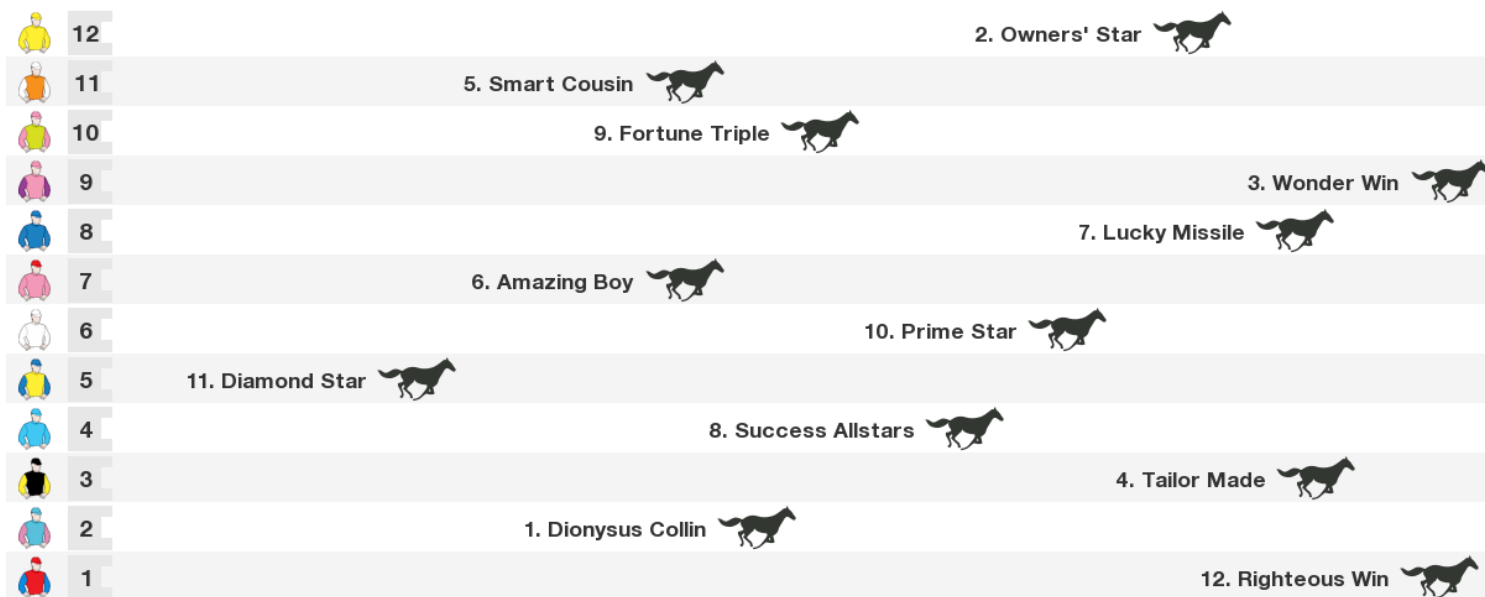 12 2. Owners' Star
11 5. Smart Cousin
10 9. Fortune Triple
9 3. Wonder Win
8 7. Lucky Missile
7 6. Amazing Boy
6 10. Prime Star
5 11. Diamond Star
4 8. Success Allstars
3 4. Tailor Made
2 1. Dionysus Collin
1 12. Righteous Win